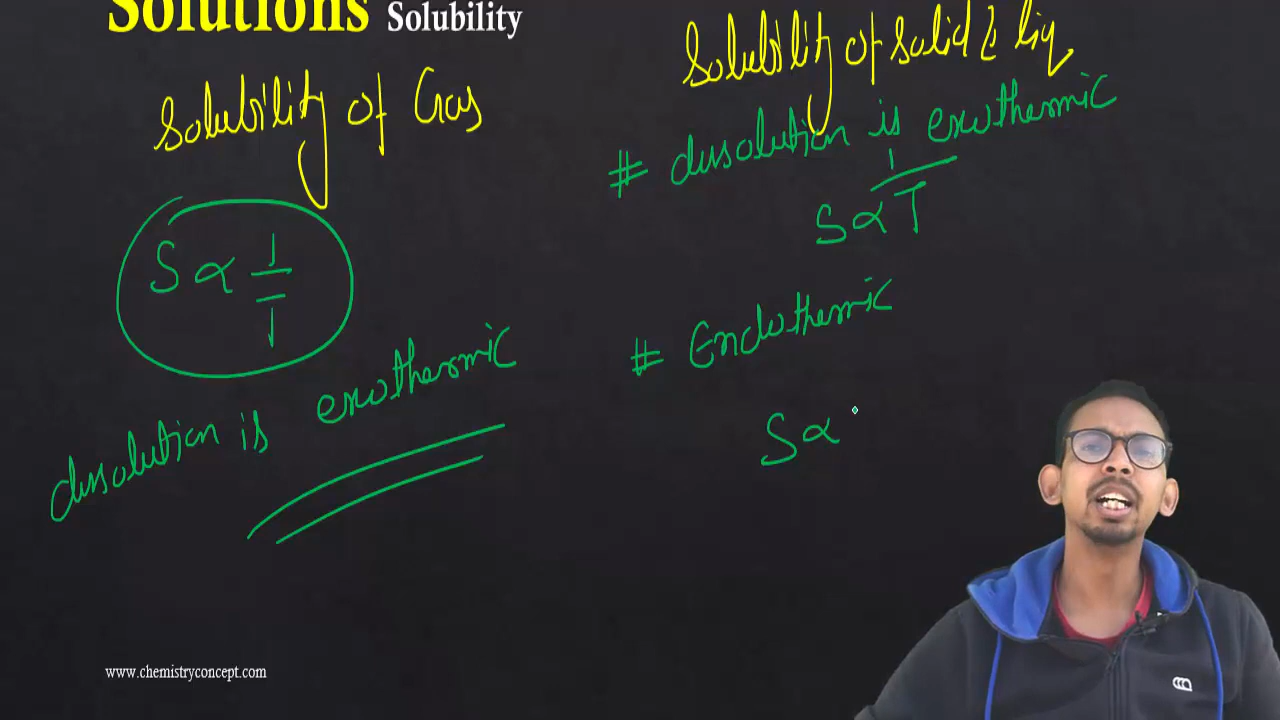 Solutions Solubility
Solubility of Gas
S ∝ 1/T
dissolution is exothermic
Solubility of Solid & liq
# dissolution is exothermic
S ∝ 1/T
# Endothermic
S ∝
www.chemistryconcept.com